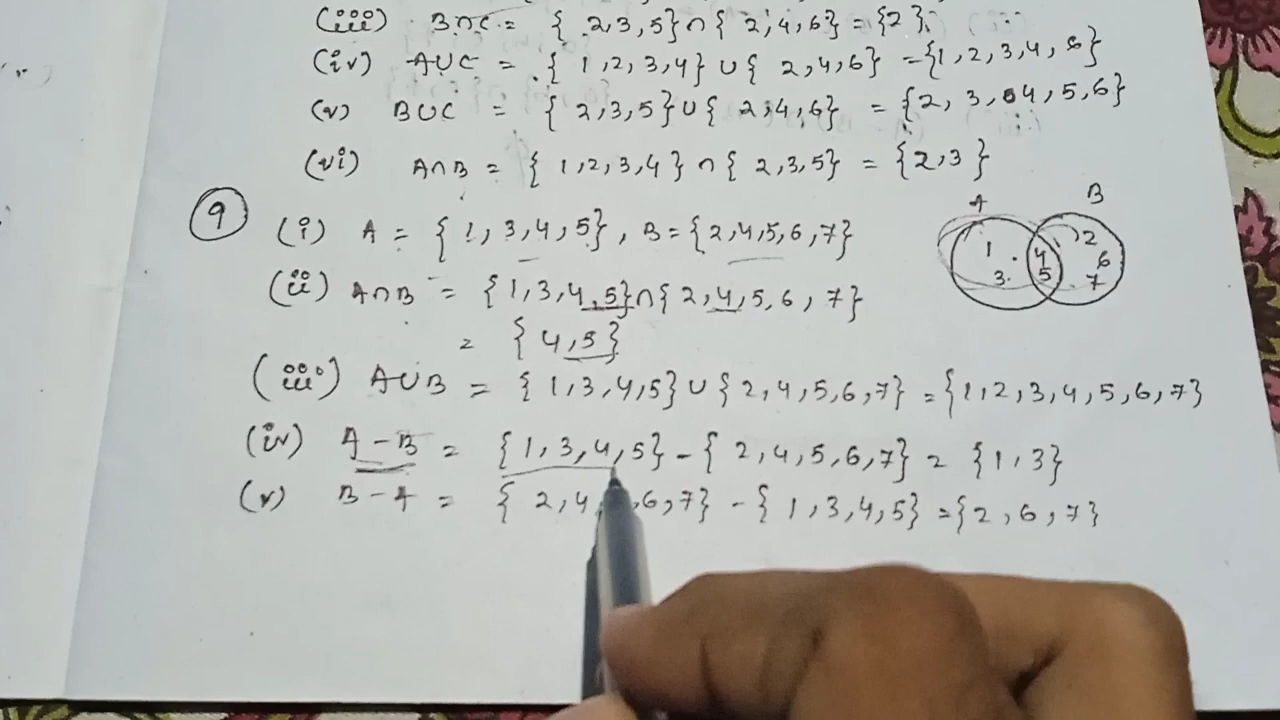 (iii) B∩C = { 2,3,5}∩{ 2,4,6} = {2}
(iv) A∪C = { 1,2,3,4} ∪ { 2,4,6} = {1,2,3,4,6}
(v) B∪C = { 2,3,5}∪{ 2,4,6} = {2, 3, 4,5,6}
(vi) A∩B = { 1,2,3,4 } ∩ { 2,3,5} = {2,3 }
9 (i) A = { 1, 3,4,5}, B={2,4,5,6,7}
A B
1 3 4 5 2 6 7
(ii) A∩B = {1,3,4,5}∩{ 2,4,5,6,7}
= { 4,5}
(iii) A∪B = { 1,3,4,5} ∪ { 2,4,5,6,7} = {1,2,3,4,5,6,7}
(iv) A-B = {1,3,4,5} - { 2,4,5,6,7} = {1,3}
(v) B-A = { 2,4, ,6,7} - { 1,3,4,5} = {2,6,7}